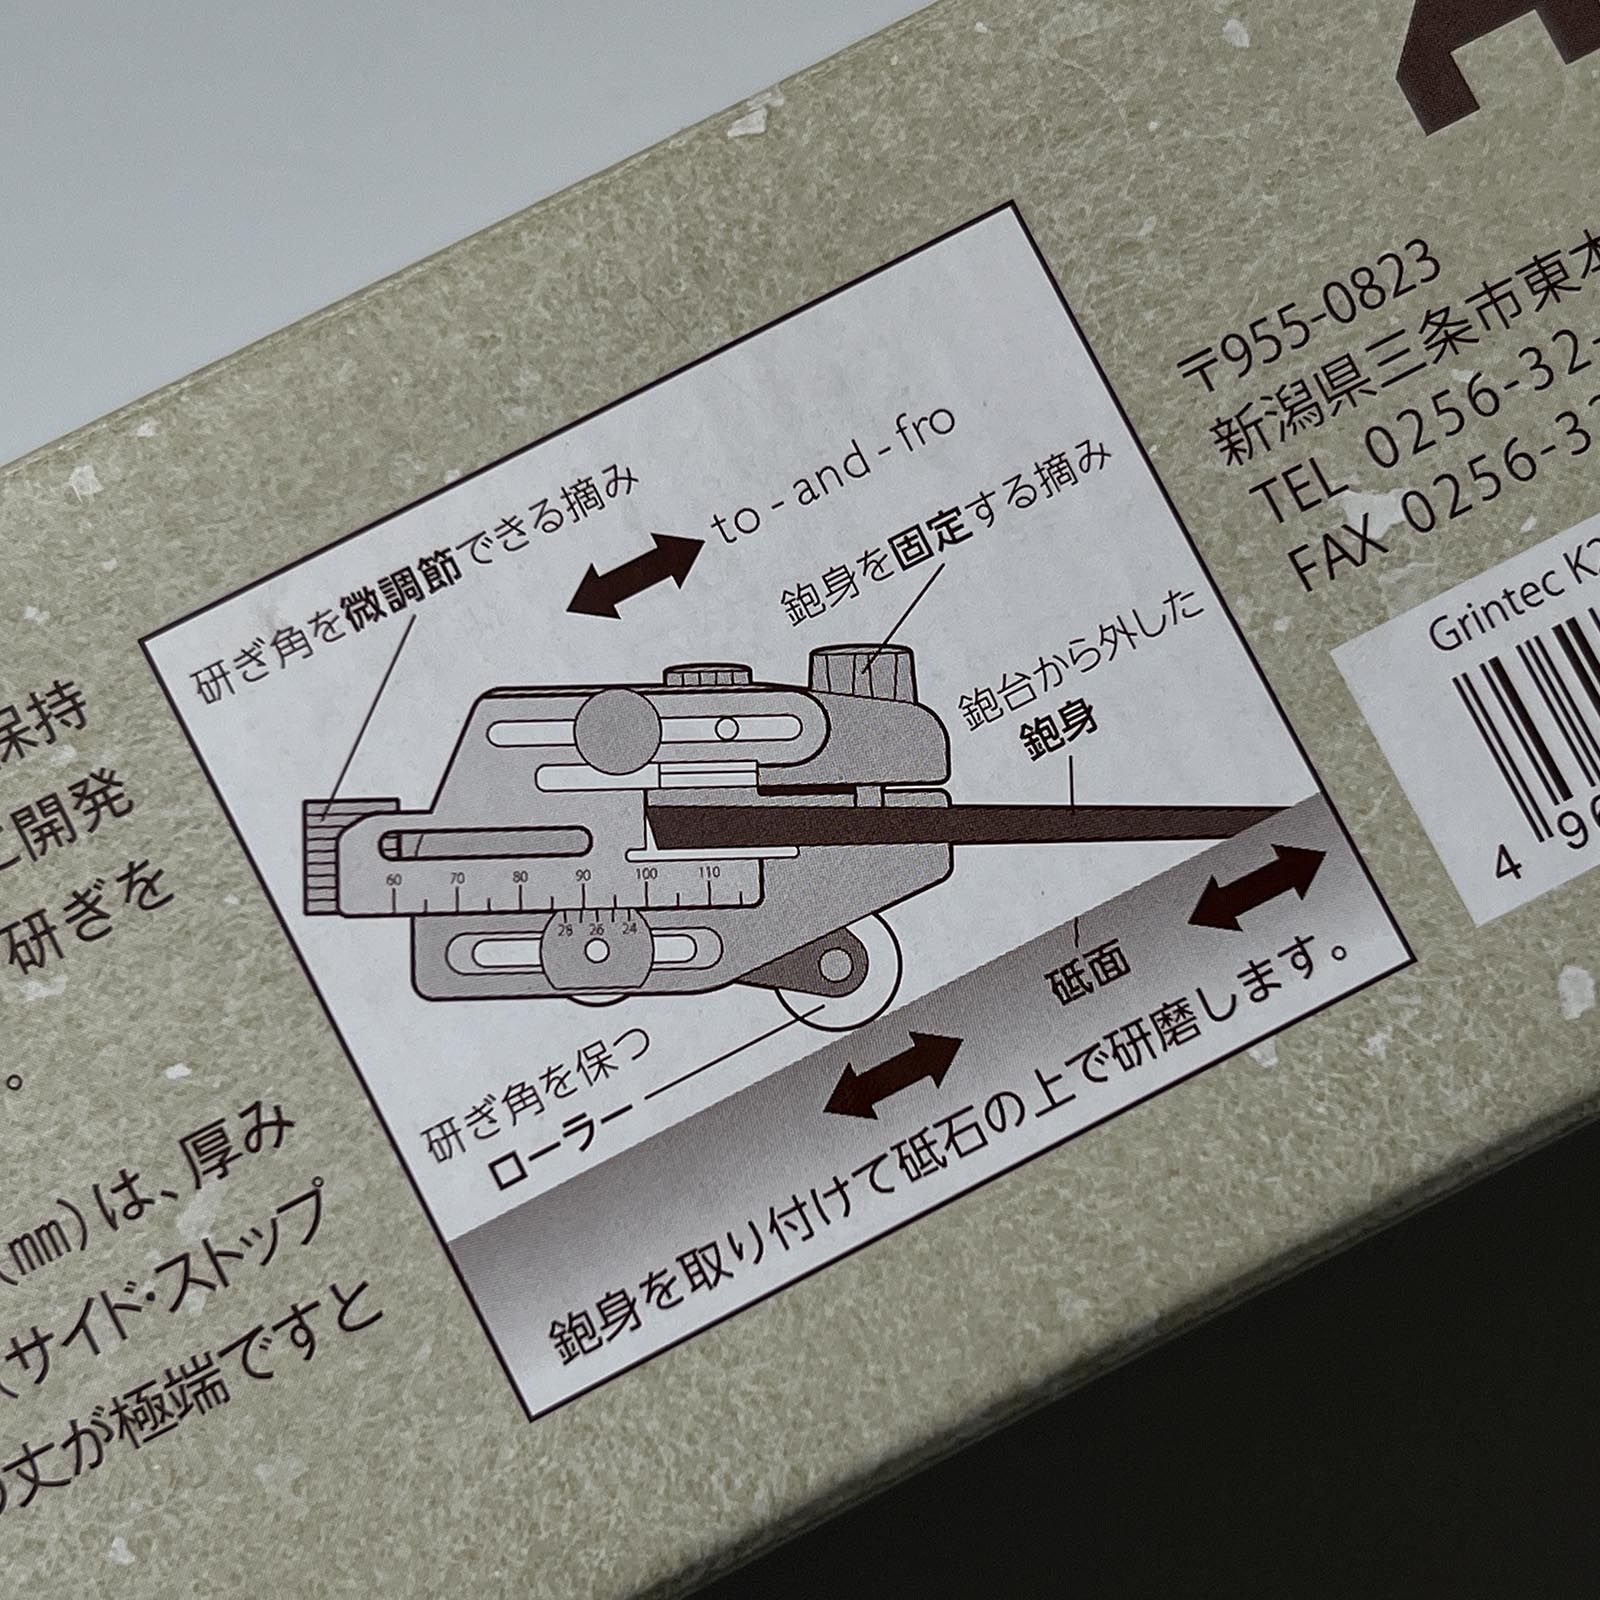 保持
開発
研ぎを
。
(mm)は、厚み
(サイド・ストップ
丈が極端ですと
研ぎ角を微調節できる摘み
to-and-fro
鉋身を固定する摘み
鉋台から外した
鉋身
60 70 80 90 100 110
28 26 24
砥面
研ぎ角を保つ
ローラー
鉋身を取り付けて砥石の上で研磨します。
〒955-0823
新潟県三条市東本
TEL 0256-32-
FAX 0256-3
Grintec K
4 96